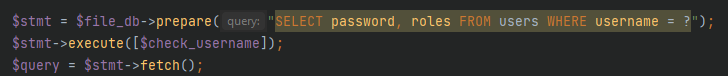 $stmt = $file_db->prepare( query: "SELECT password, roles FROM users WHERE username = ?");
$stmt->execute([$check_username]);
$query = $stmt->fetch();